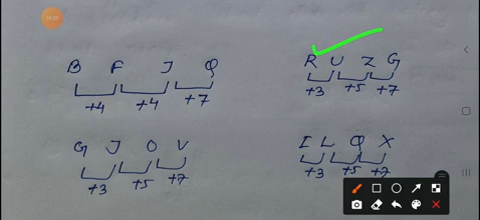 B F J Q
+4 +4 +7
R U Z G
+3 +5 +7
G J O V
+3 +5 +7
I L Q X
+3 +5 +7